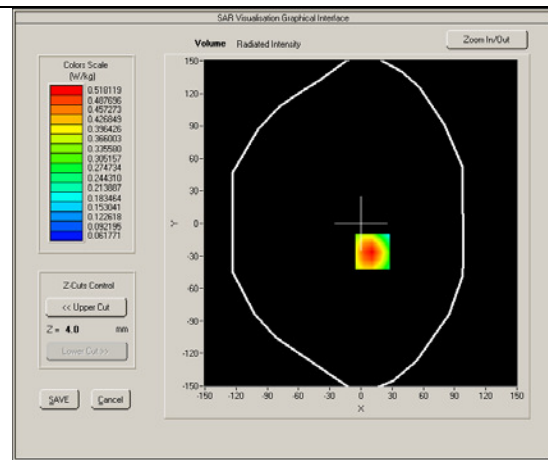 SAR Visualisation Graphical Interface
Volume Radiated Intensity
Zoom In/Out
Colors Scale
(W/kg)
0.518119
0.487696
0.457273
0.426849
0.396426
0.366003
0.335580
0.305157
0.274734
0.244310
0.213887
0.183464
0.153041
0.122618
0.092195
0.061771
Z-Cuts Control
<< Upper Cut
Z = 4.0 mm
Lower Cut >>
SAVE Cancel
150
120
90
60
30
0
-30
-60
-90
-120
-150
Y
-150 -120 -90 -60 -30 0 30 60 90 120 150
X